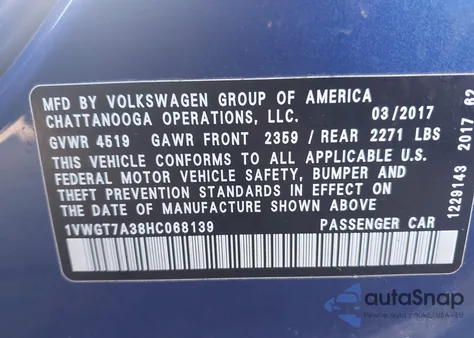 MFD BY VOLKSWAGEN GROUP OF AMERICA
CHATTANOOGA OPERATIONS, LLC. 03/2017
GVWR 4519 GAWR FRONT 2359 / REAR 2271 LBS
THIS VEHICLE CONFORMS TO ALL APPLICABLE U.S.
FEDERAL MOTOR VEHICLE SAFETY, BUMPER AND
THEFT PREVENTION STANDARDS IN EFFECT ON
THE DATE OF MANUFACTURE SHOWN ABOVE.
1VWGT7A38HC068139 PASSENGER CAR
1229143 2017 62
autoSnap